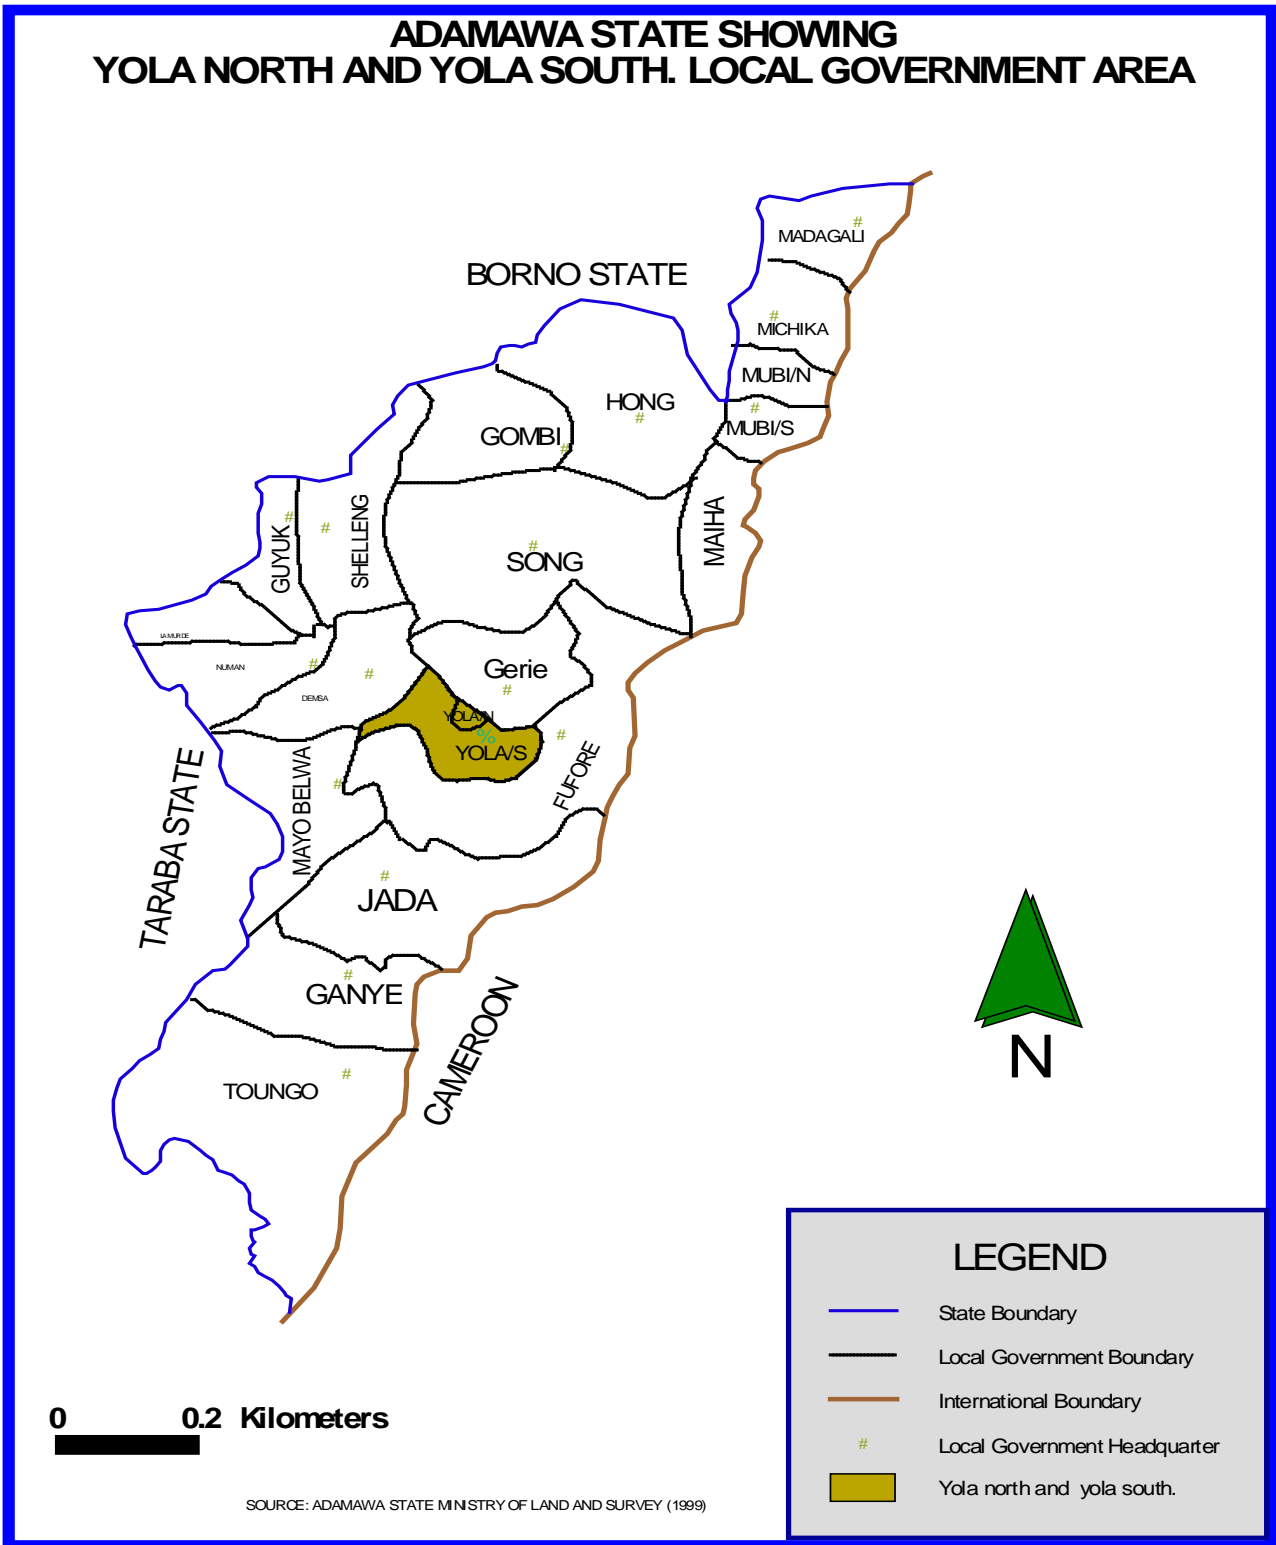 ADAMAWA STATE SHOWING
YOLA NORTH AND YOLA SOUTH. LOCAL GOVERNMENT AREA
MADAGALI
BORNO STATE
MICHIKA
MUBI/N
HONG
MUBI/S
GOMBI
MAIHA
SHELLENG
GUYUK
SONG
LAMURDE
NUMAN
Gerie
DEMSA
YOLA/N
YOLA/S
FUFORE
MAYO BELWA
TARABA STATE
JADA
GANYE
CAMEROON
TOUNGO
N
LEGEND
State Boundary
Local Government Boundary
International Boundary
# Local Government Headquarter
Yola north and yola south.
0 0.2 Kilometers
SOURCE: ADAMAWA STATE MINISTRY OF LAND AND SURVEY (1999)